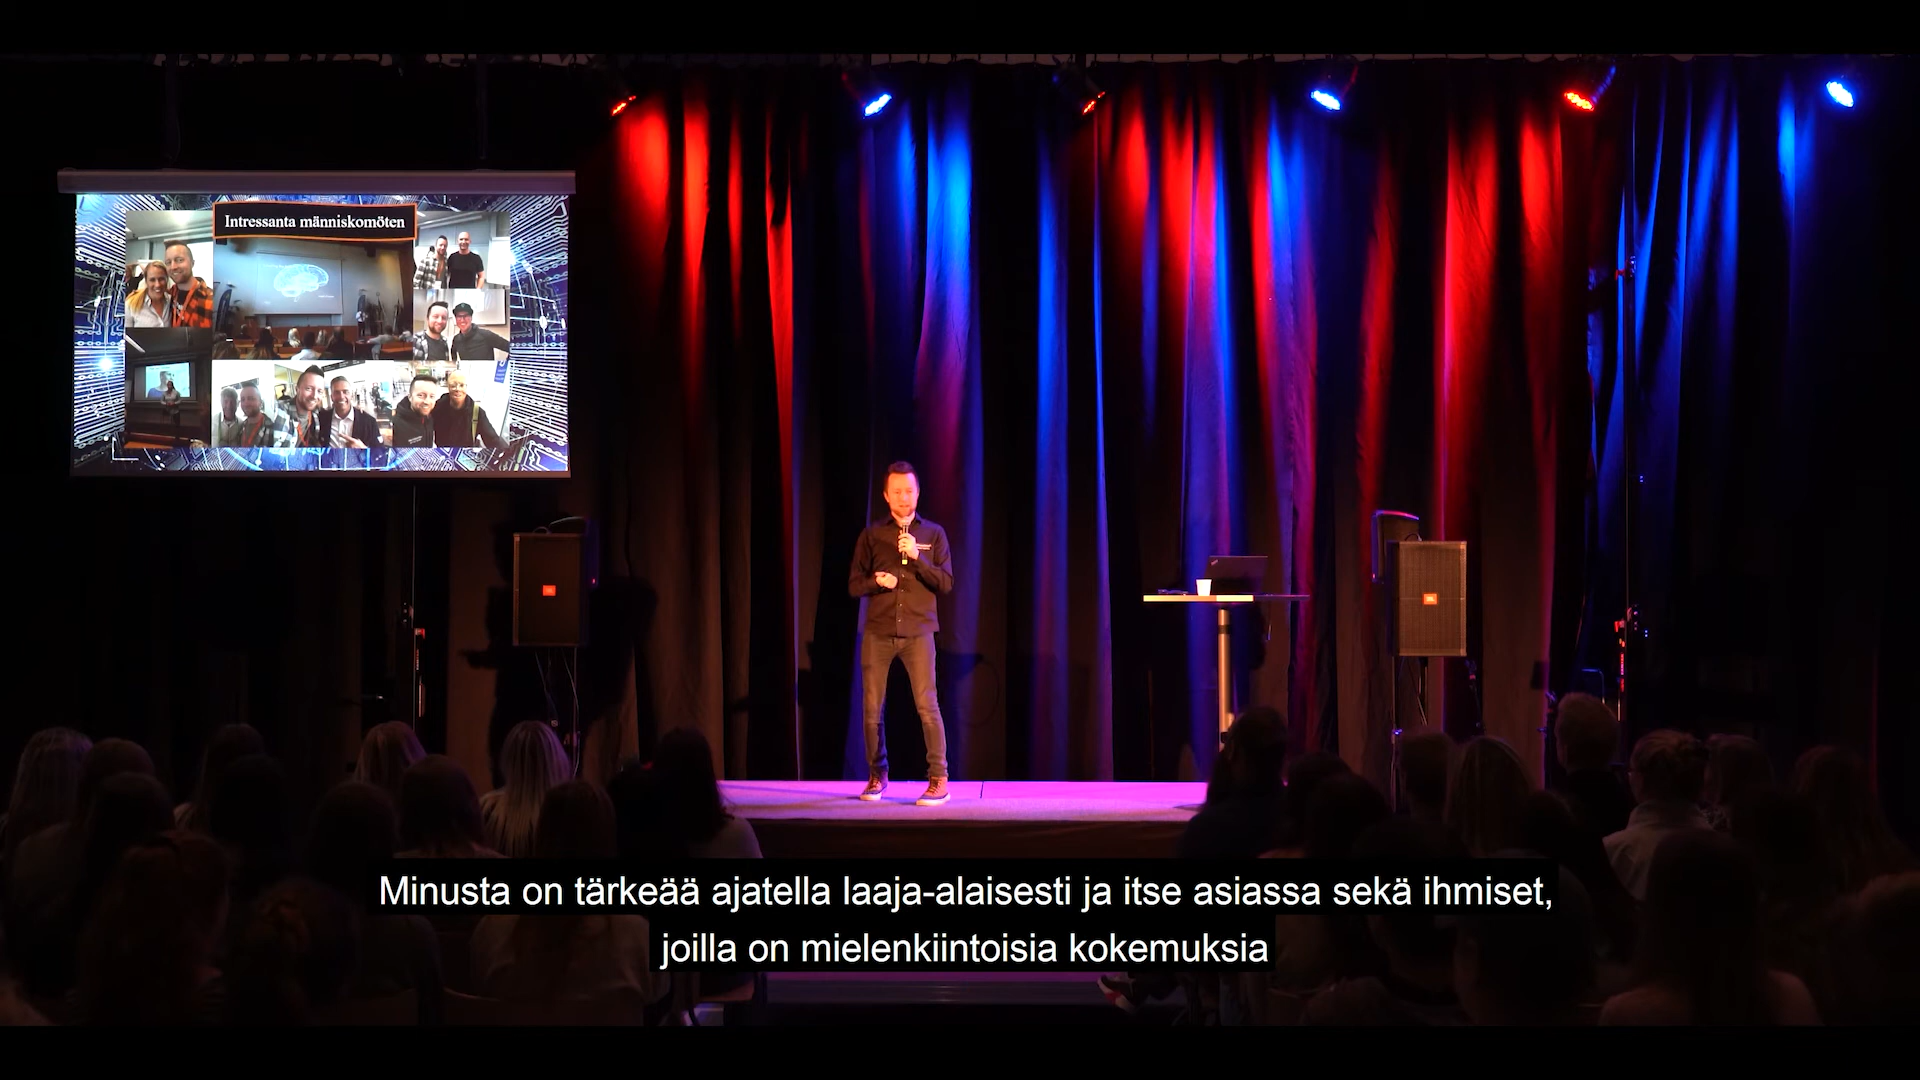 Intressanta människomöten
Minusta on tärkeää ajatella laaja-alaisesti ja itse asiassa sekä ihmiset,
joilla on mielenkiintoisia kokemuksia